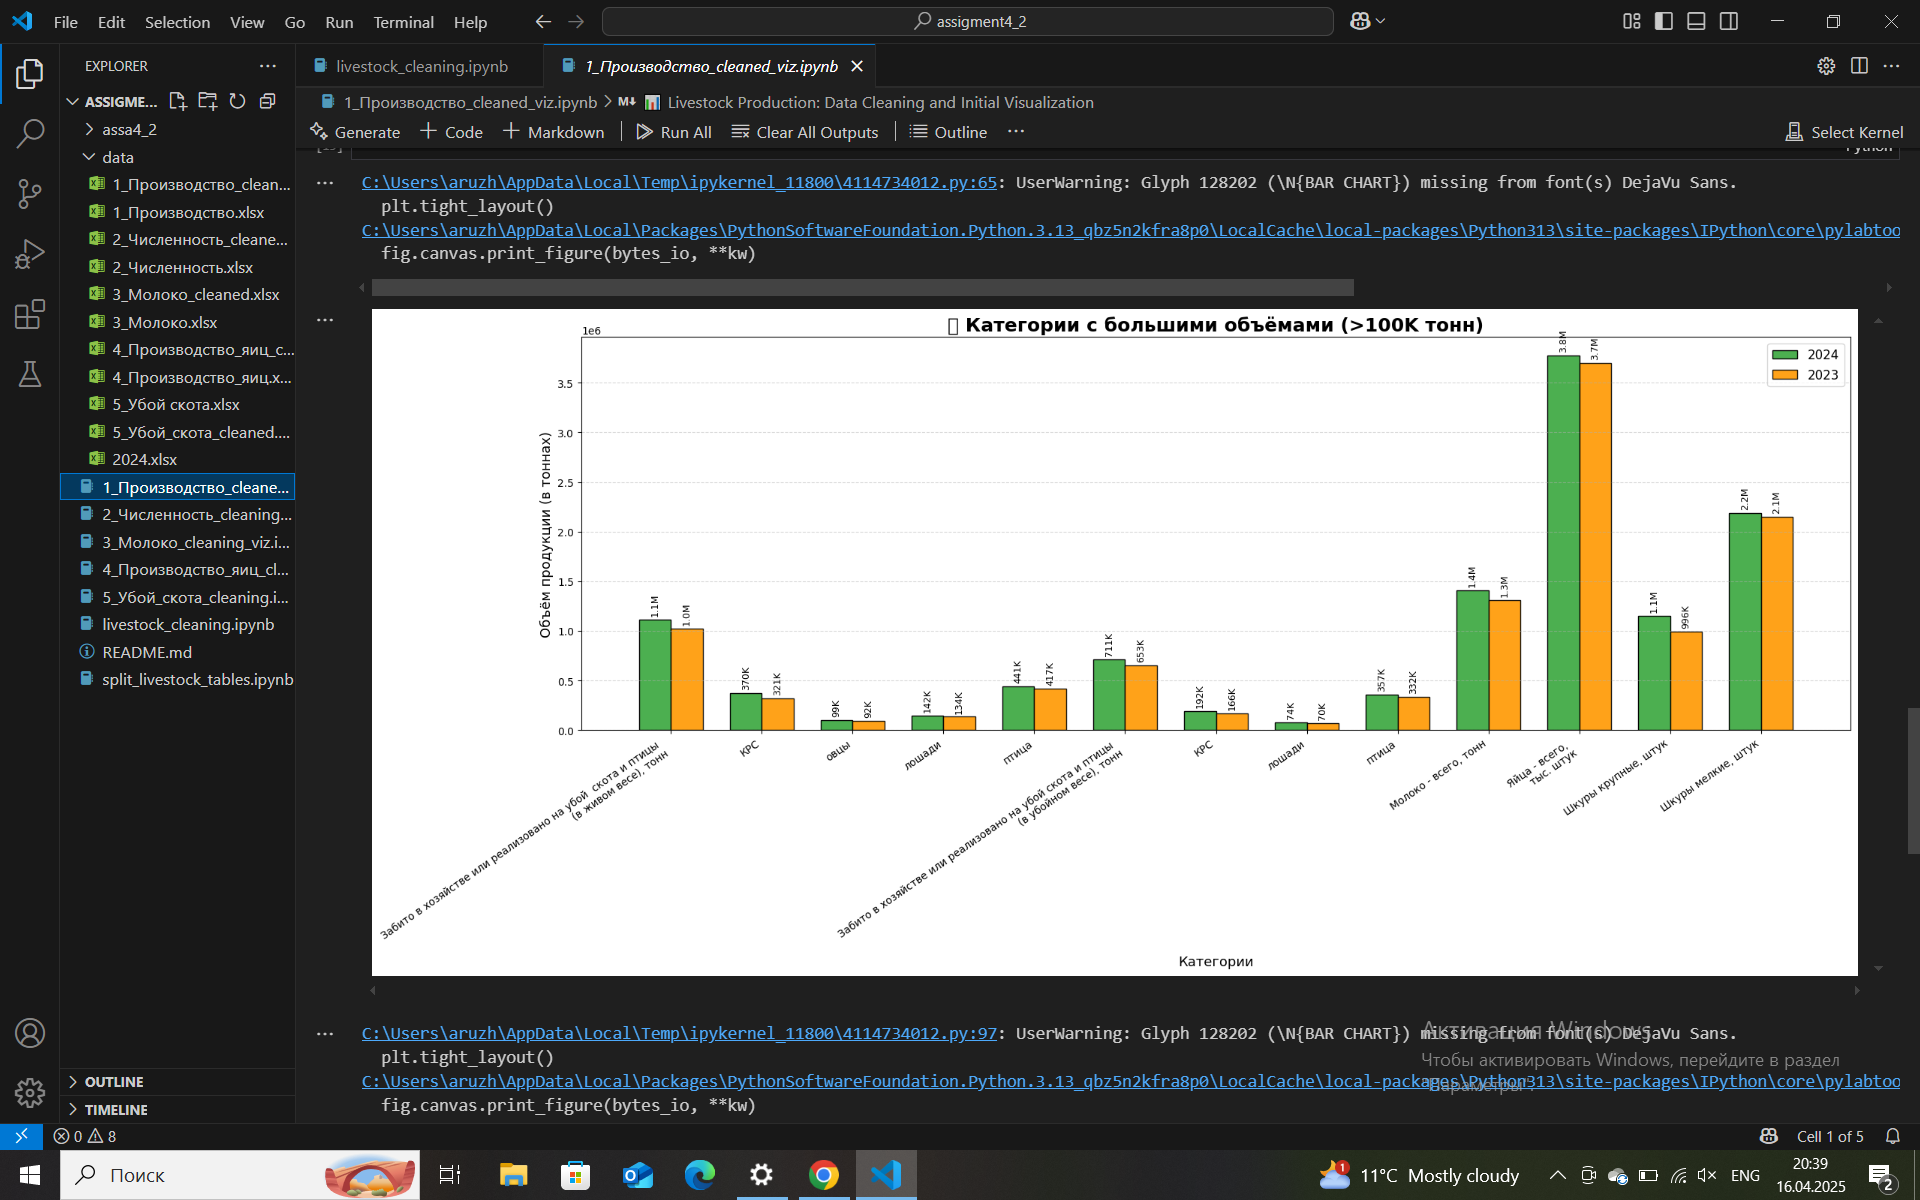 File Edit Selection View Go Run Terminal Help
assigment4_2
EXPLORER
ASSIGME...
assa4_2
data
1_Производство_clean...
1_Производство.xlsx
2_Численность_cleane...
2_Численность.xlsx
3_Молоко_cleaned.xlsx
3_Молоко.xlsx
4_Производство_яиц_c...
4_Производство_яиц.x...
5_Убой скота.xlsx
5_Убой_скота_cleaned....
2024.xlsx
1_Производство_cleane...
2_Численность_cleaning...
3_Молоко_cleaning_viz.i...
4_Производство_яиц_cl...
5_Убой_скота_cleaning.i...
livestock_cleaning.ipynb
README.md
split_livestock_tables.ipynb
OUTLINE
TIMELINE
livestock_cleaning.ipynb
1_Производство_cleaned_viz.ipynb
1_Производство_cleaned_viz.ipynb > M↓ Livestock Production: Data Cleaning and Initial Visualization
Generate + Code + Markdown Run All Clear All Outputs Outline ...
Select Kernel
Python
C:\Users\aruzh\AppData\Local\Temp\ipykernel_11800\4114734012.py:65: UserWarning: Glyph 128202 (\N{BAR CHART}) missing from font(s) DejaVu Sans.
plt.tight_layout()
C:\Users\aruzh\AppData\Local\Packages\PythonSoftwareFoundation.Python.3.13_qbz5n2kfra8p0\LocalCache\local-packages\Python313\site-packages\IPython\core\pylabtoo
fig.canvas.print_figure(bytes_io, **kw)
Категории с большими объёмами (>100K тонн)
1e6
2024
2023
3.5
3.0
2.5
2.0
1.5
1.0
0.5
0.0
Объём продукции (в тоннах)
1.1M
1.0M
370K
321K
99K
92K
142K
134K
441K
417K
711K
653K
192K
166K
74K
70K
357K
332K
1.4M
1.3M
3.8M
3.7M
1.1M
996K
2.2M
2.1M
Забито в хозяйстве или реализовано на убой скота и птицы
(в живом весе), тонн
КРС
овцы
лошади
птица
Забито в хозяйстве или реализовано на убой скота и птицы
(в убойном весе), тонн
КРС
лошади
птица
Молоко - всего, тонн
Яйца - всего,
тыс. штук
Шкуры крупные, штук
Шкуры мелкие, штук
Категории
C:\Users\aruzh\AppData\Local\Temp\ipykernel_11800\4114734012.py:97: UserWarning: Glyph 128202 (\N{BAR CHART}) missing from font(s) DejaVu Sans.
plt.tight_layout()
C:\Users\aruzh\AppData\Local\Packages\PythonSoftwareFoundation.Python.3.13_qbz5n2kfra8p0\LocalCache\local-packages\Python313\site-packages\IPython\core\pylabtoo
fig.canvas.print_figure(bytes_io, **kw)
Активация Windows
Чтобы активировать Windows, перейдите в раздел
"Параметры".
0 8
Cell 1 of 5
Поиск
1
11°C Mostly cloudy
ENG
20:39
16.04.2025
2